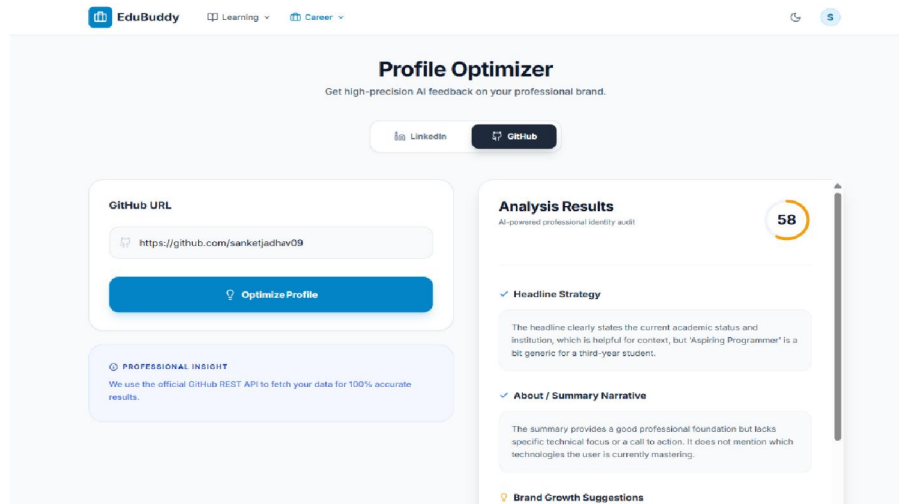 EduBuddy
Learning
Career
S
Profile Optimizer
Get high-precision AI feedback on your professional brand.
LinkedIn
GitHub
GitHub URL
https://github.com/sanketjadhav09
Optimize Profile
PROFESSIONAL INSIGHT
We use the official GitHub REST API to fetch your data for 100% accurate
results.
Analysis Results
AI-powered professional identity audit
58
Headline Strategy
The headline clearly states the current academic status and
institution, which is helpful for context, but 'Aspiring Programmer' is a
bit generic for a third-year student.
About / Summary Narrative
The summary provides a good professional foundation but lacks
specific technical focus or a call to action. It does not mention which
technologies the user is currently mastering.
Brand Growth Suggestions